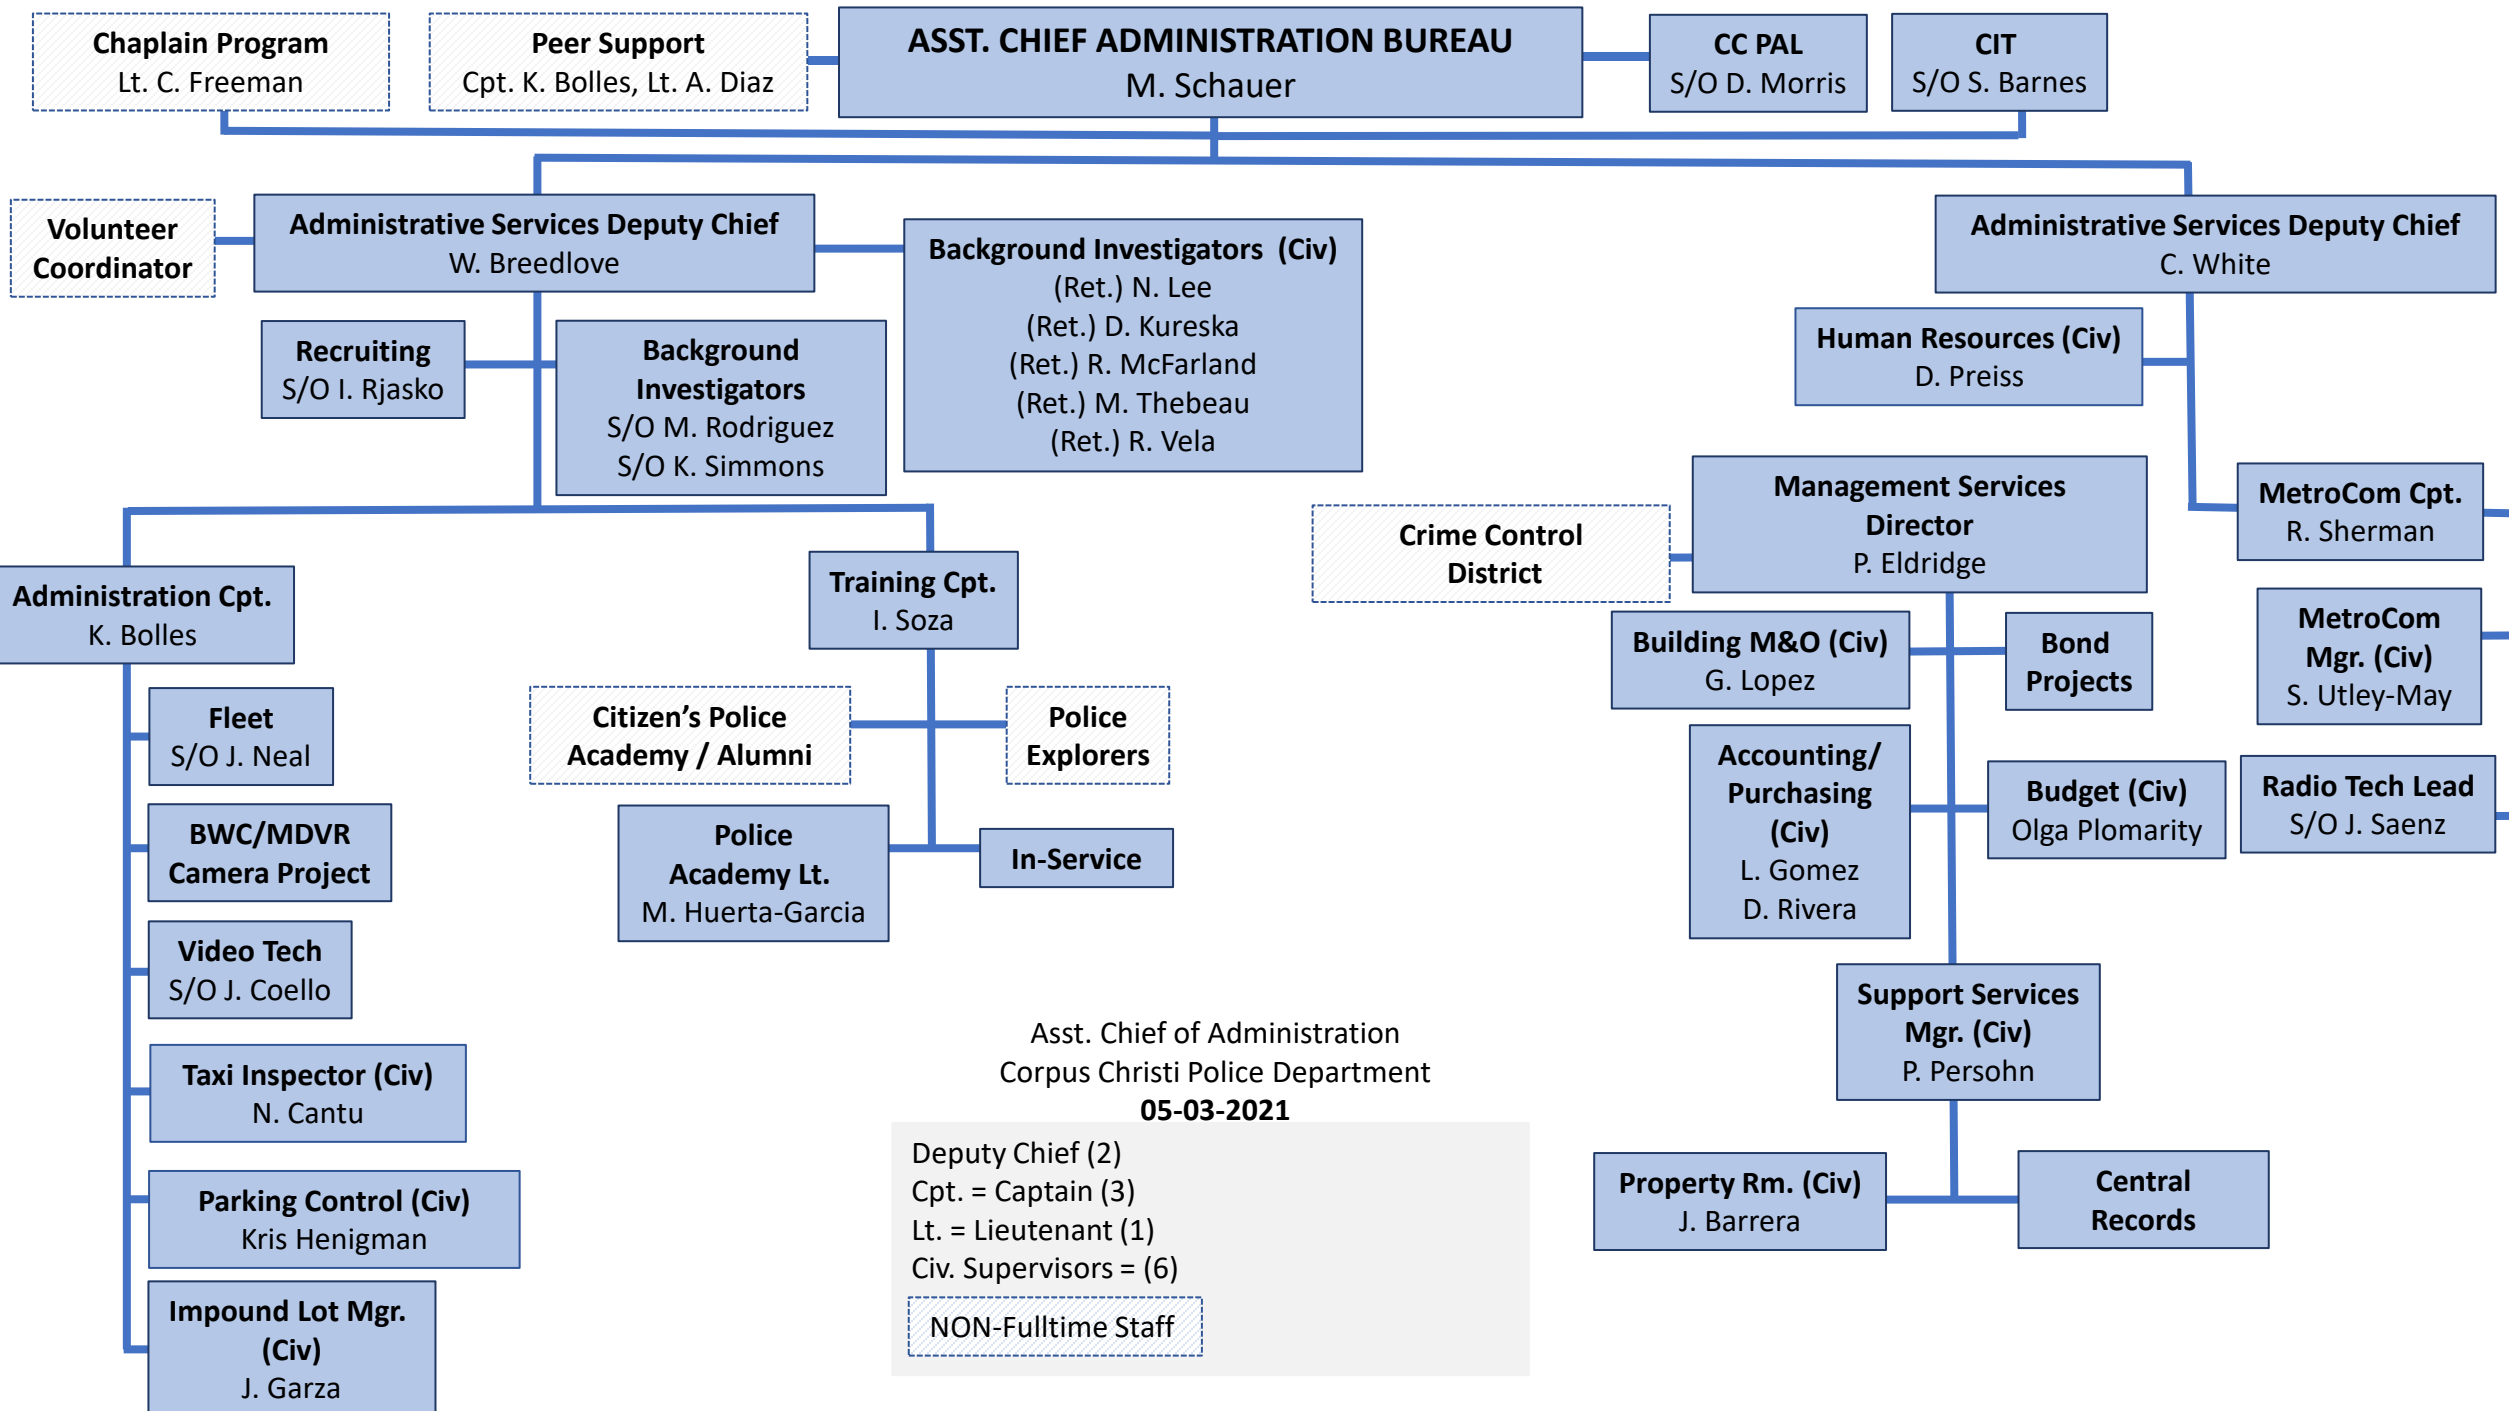 Chaplain Program
Lt. C. Freeman
Peer Support
Cpt. K. Bolles, Lt. A. Diaz
ASST. CHIEF ADMINISTRATION BUREAU
M. Schauer
CC PAL
S/O D. Morris
CIT
S/O S. Barnes
Volunteer
Coordinator
Administrative Services Deputy Chief
W. Breedlove
Background Investigators (Civ)
(Ret.) N. Lee
(Ret.) D. Kureska
(Ret.) R. McFarland
(Ret.) M. Thebeau
(Ret.) R. Vela
Administrative Services Deputy Chief
C. White
Recruiting
S/O I. Rjasko
Background
Investigators
S/O M. Rodriguez
S/O K. Simmons
Human Resources (Civ)
D. Preiss
Crime Control
District
Management Services
Director
P. Eldridge
MetroCom Cpt.
R. Sherman
Administration Cpt.
K. Bolles
Training Cpt.
I. Soza
Building M&O (Civ)
G. Lopez
Bond
Projects
MetroCom
Mgr. (Civ)
S. Utley-May
Fleet
S/O J. Neal
Citizen’s Police
Academy / Alumni
Police
Explorers
Accounting/
Purchasing
(Civ)
L. Gomez
D. Rivera
Budget (Civ)
Olga Plomarity
Radio Tech Lead
S/O J. Saenz
BWC/MDVR
Camera Project
Police
Academy Lt.
M. Huerta-Garcia
In-Service
Video Tech
S/O J. Coello
Support Services
Mgr. (Civ)
P. Persohn
Taxi Inspector (Civ)
N. Cantu
Asst. Chief of Administration
Corpus Christi Police Department
05-03-2021
Parking Control (Civ)
Kris Henigman
Deputy Chief (2)
Cpt. = Captain (3)
Lt. = Lieutenant (1)
Civ. Supervisors = (6)
NON-Fulltime Staff
Property Rm. (Civ)
J. Barrera
Central
Records
Impound Lot Mgr.
(Civ)
J. Garza